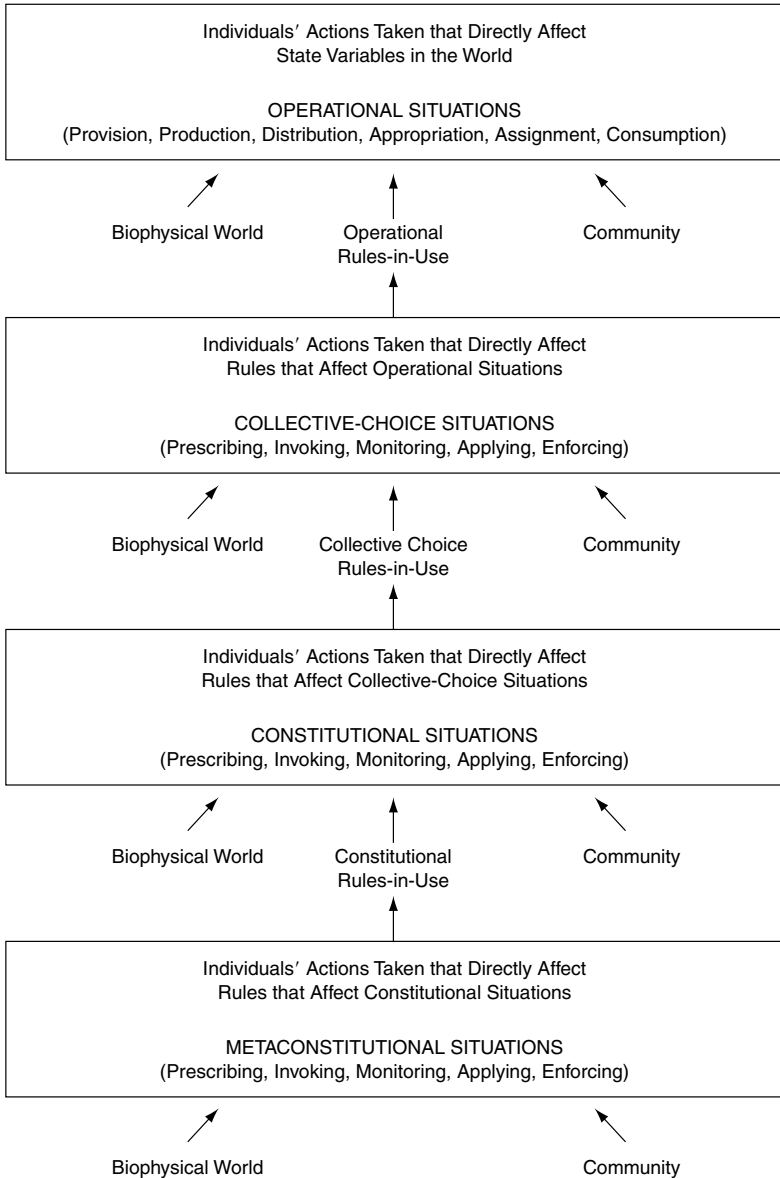 Individuals′ Actions Taken that Directly Affect
State Variables in the World
OPERATIONAL SITUATIONS
(Provision, Production, Distribution, Appropriation, Assignment, Consumption)
Biophysical World
Operational
Rules-in-Use
Community
Individuals′ Actions Taken that Directly Affect
Rules that Affect Operational Situations
COLLECTIVE-CHOICE SITUATIONS
(Prescribing, Invoking, Monitoring, Applying, Enforcing)
Biophysical World
Collective Choice
Rules-in-Use
Community
Individuals′ Actions Taken that Directly Affect
Rules that Affect Collective-Choice Situations
CONSTITUTIONAL SITUATIONS
(Prescribing, Invoking, Monitoring, Applying, Enforcing)
Biophysical World
Constitutional
Rules-in-Use
Community
Individuals′ Actions Taken that Directly Affect
Rules that Affect Constitutional Situations
METACONSTITUTIONAL SITUATIONS
(Prescribing, Invoking, Monitoring, Applying, Enforcing)
Biophysical World
Community